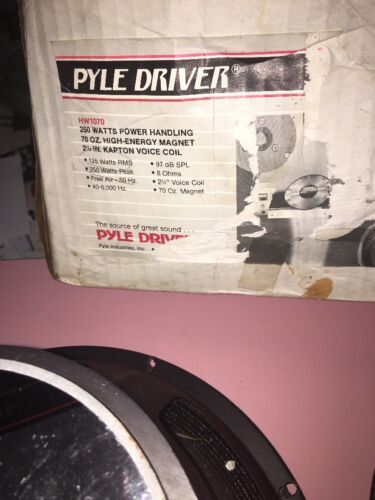 PYLE DRIVER®
HW1070
250 WATTS POWER HANDLING
70 OZ. HIGH-ENERGY MAGNET
2½-IN. KAPTON VOICE COIL
• 125 Watts RMS • 97 dB SPL
• 250 Watts Peak • 8 Ohms
• Free Air – 50 Hz. • 2½" Voice Coil
• 40-6,000 Hz. • 70 Oz. Magnet
The source of great sound . . .
PYLE DRIVER
Pyle Industries, Inc.